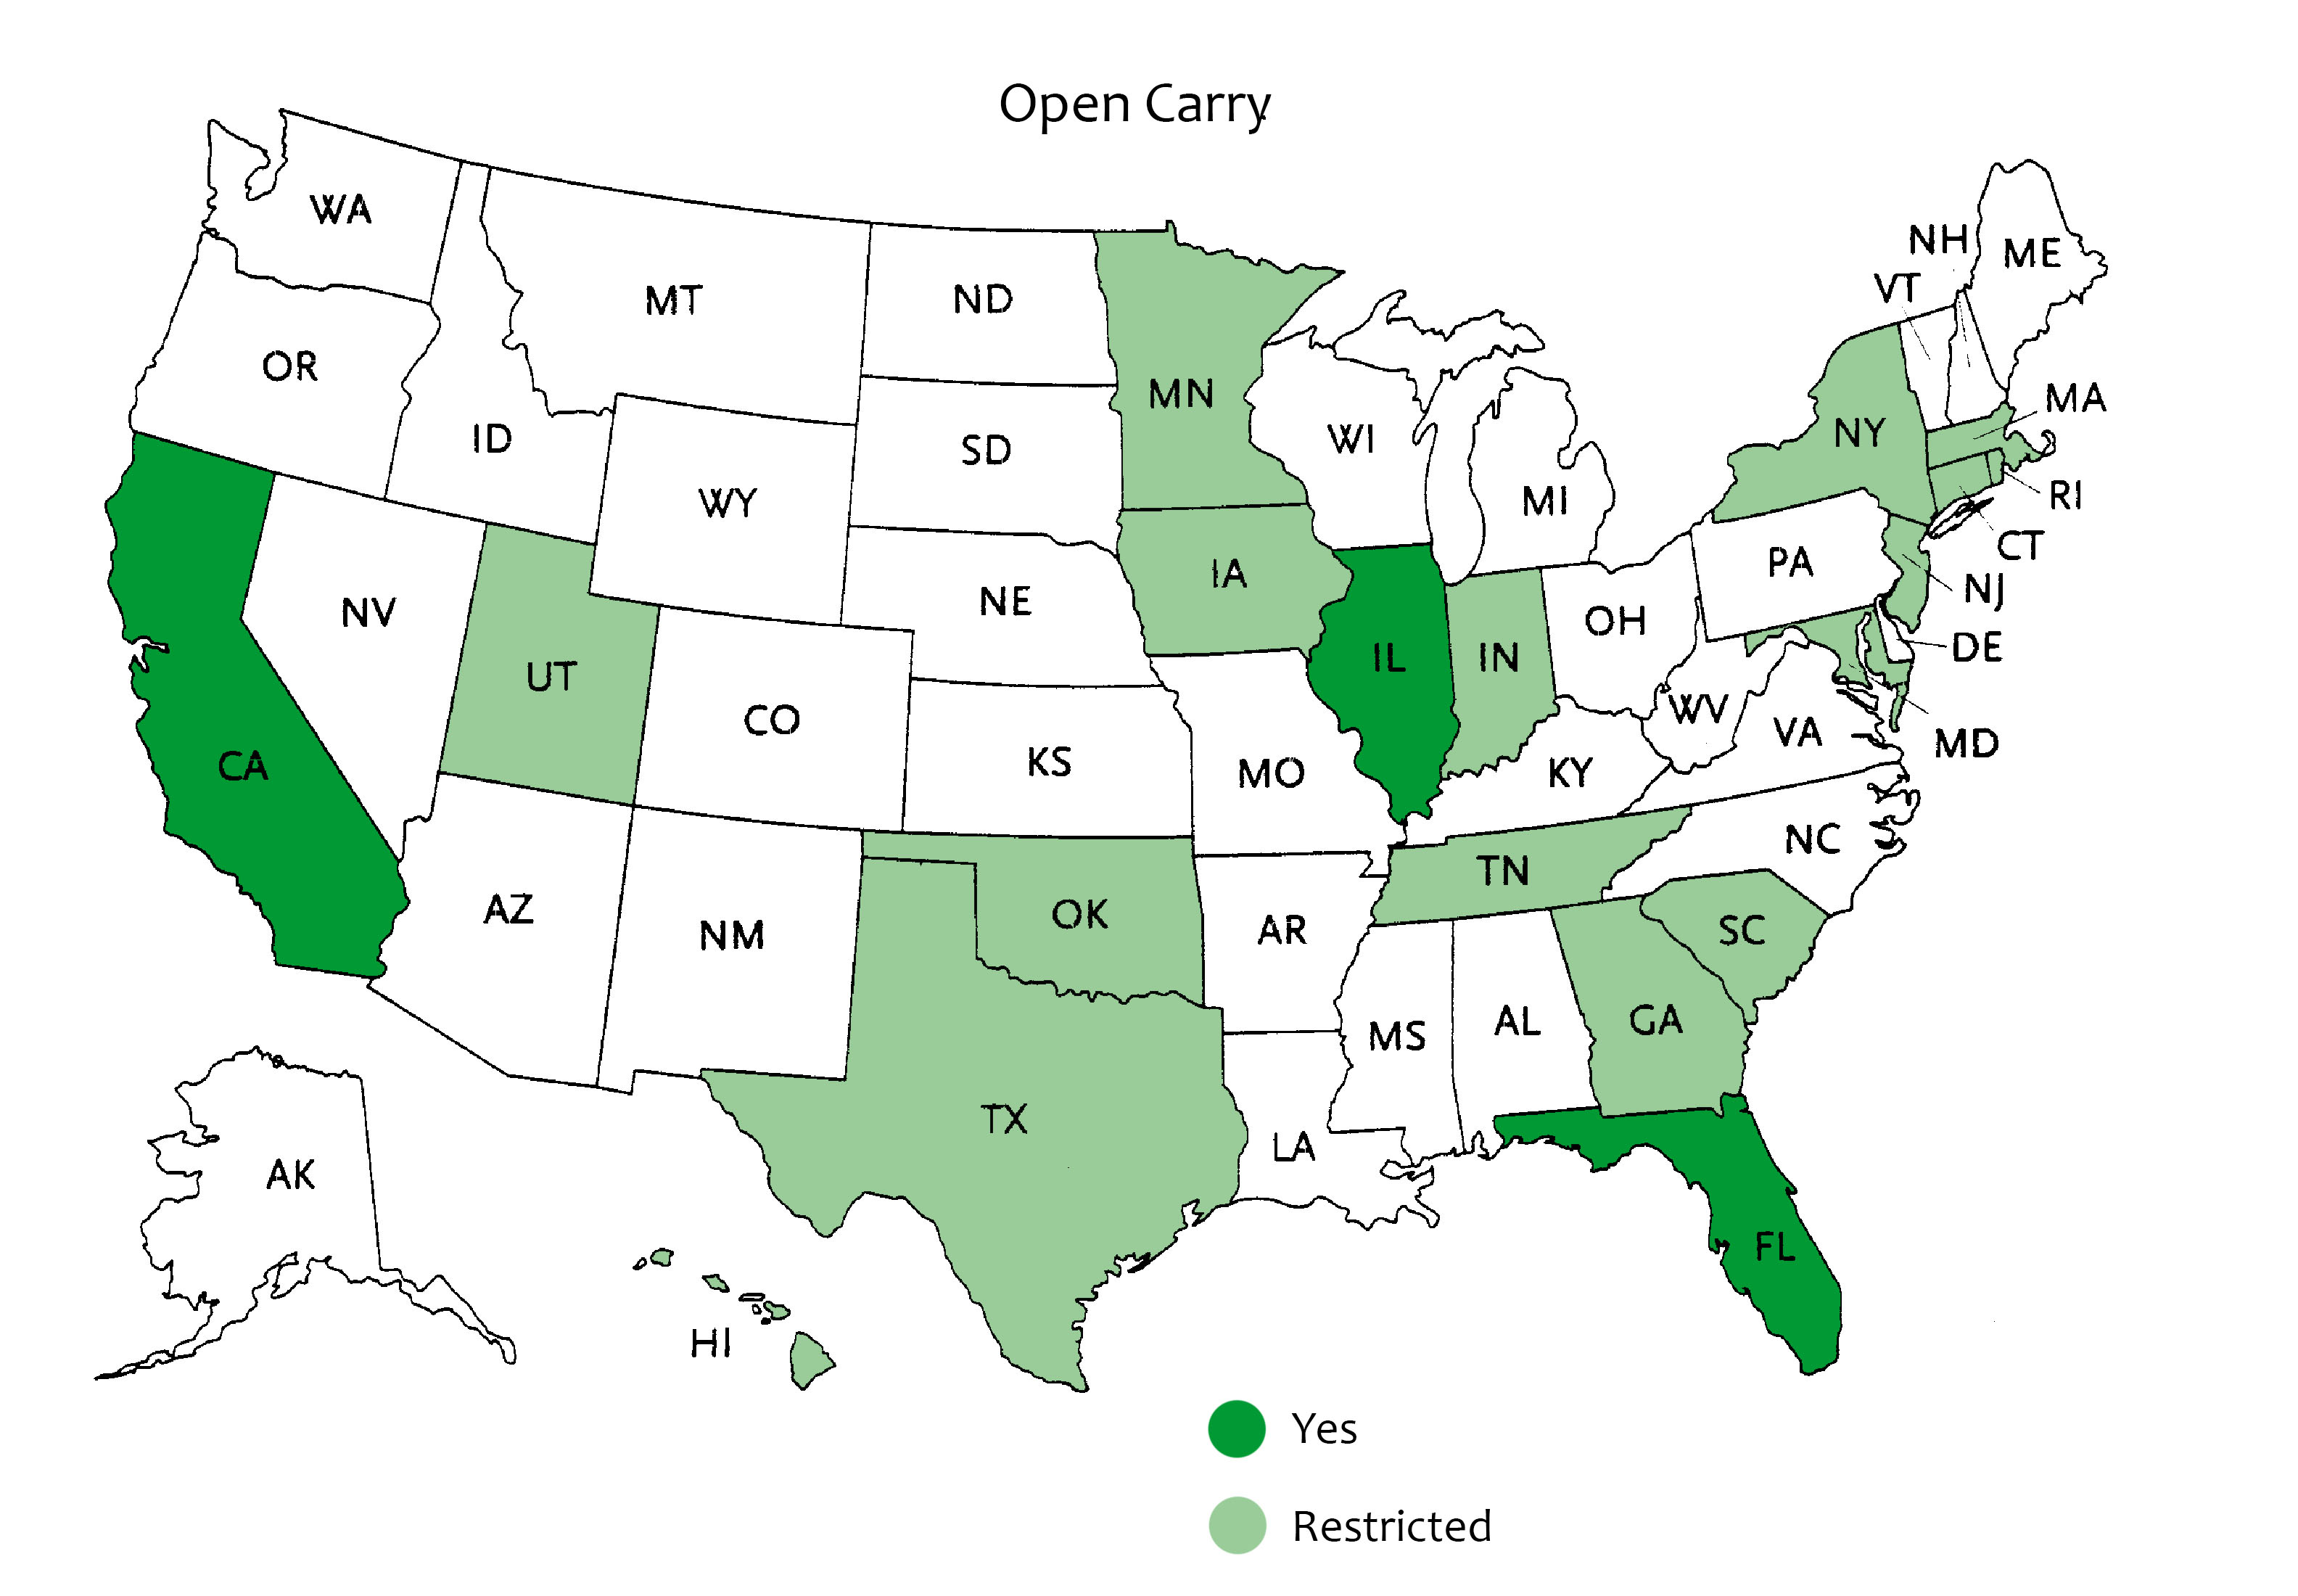 Open Carry
WA
OR
CA
ID
NV
MT
WY
UT
AZ
CO
NM
ND
SD
NE
KS
OK
TX
MN
IA
MO
AR
LA
WI
IL
MI
IN
OH
KY
TN
MS
AL
GA
FL
SC
NC
VA
WV
PA
NY
VT
NH
ME
MA
RI
CT
NJ
DE
MD
AK
HI
Yes
Restricted